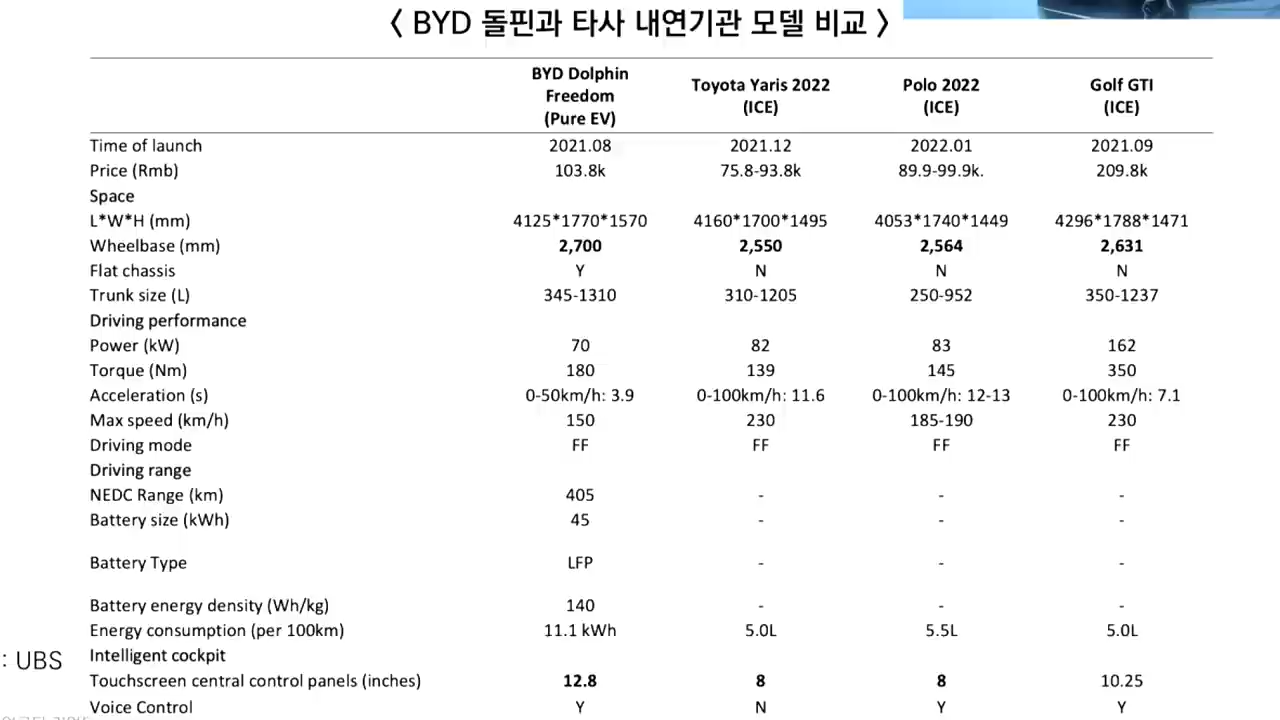 < BYD 돌핀과 타사 내연기관 모델 비교 >
BYD Dolphin Freedom (Pure EV) Toyota Yaris 2022 (ICE) Polo 2022 (ICE) Golf GTI (ICE)
Time of launch 2021.08 2021.12 2022.01 2021.09
Price (Rmb) 103.8k 75.8-93.8k 89.9-99.9k. 209.8k
Space
L*W*H (mm) 4125*1770*1570 4160*1700*1495 4053*1740*1449 4296*1788*1471
Wheelbase (mm) 2,700 2,550 2,564 2,631
Flat chassis Y N N N
Trunk size (L) 345-1310 310-1205 250-952 350-1237
Driving performance
Power (kW) 70 82 83 162
Torque (Nm) 180 139 145 350
Acceleration (s) 0-50km/h: 3.9 0-100km/h: 11.6 0-100km/h: 12-13 0-100km/h: 7.1
Max speed (km/h) 150 230 185-190 230
Driving mode FF FF FF FF
Driving range
NEDC Range (km) 405 - - -
Battery size (kWh) 45 - - -
Battery Type LFP - - -
Battery energy density (Wh/kg) 140 - - -
Energy consumption (per 100km) 11.1 kWh 5.0L 5.5L 5.0L
: UBS
Intelligent cockpit
Touchscreen central control panels (inches) 12.8 8 8 10.25
Voice Control Y N Y Y